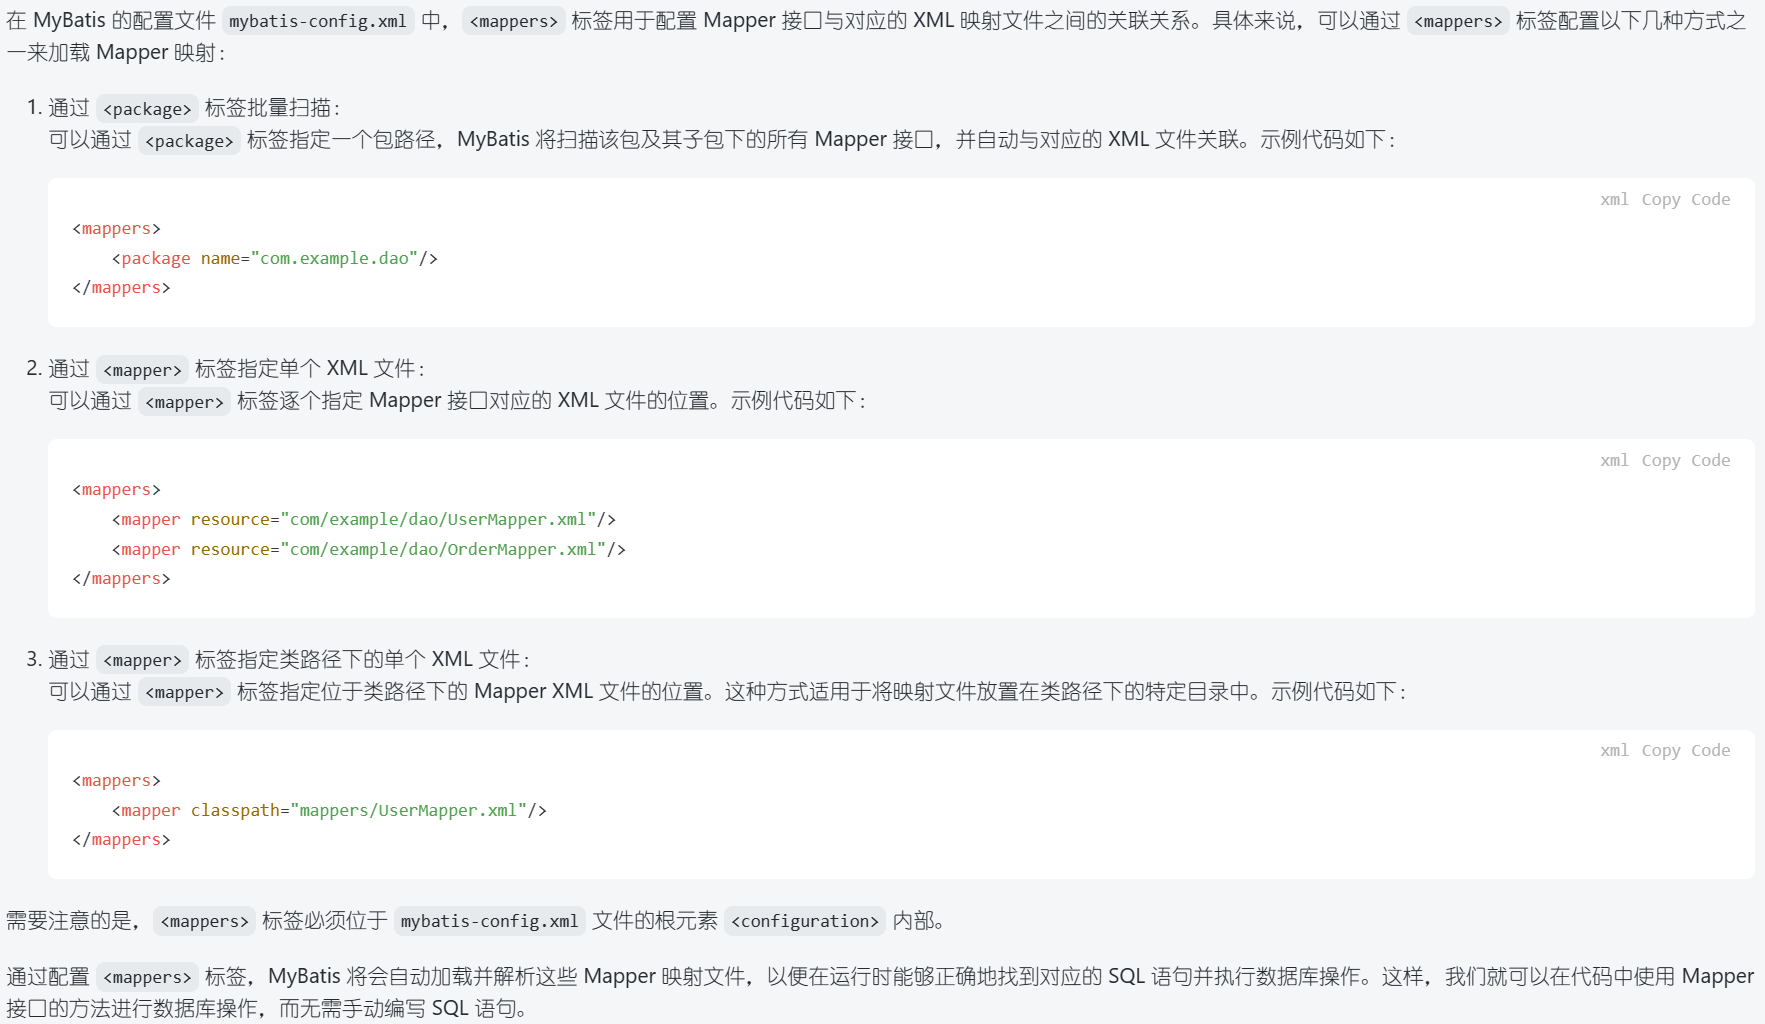 在 MyBatis 的配置文件 mybatis-config.xml 中，<mappers> 标签用于配置 Mapper 接口与对应的 XML 映射文件之间的关联关系。具体来说，可以通过 <mappers> 标签配置以下几种方式之
一来加载 Mapper 映射：
1. 通过 <package> 标签批量扫描：
可以通过 <package> 标签指定一个包路径，MyBatis 将扫描该包及其子包下的所有 Mapper 接口，并自动与对应的 XML 文件关联。示例代码如下：
xml Copy Code
<mappers>
    <package name="com.example.dao"/>
</mappers>
2. 通过 <mapper> 标签指定单个 XML 文件：
可以通过 <mapper> 标签逐个指定 Mapper 接口对应的 XML 文件的位置。示例代码如下：
xml Copy Code
<mappers>
    <mapper resource="com/example/dao/UserMapper.xml"/>
    <mapper resource="com/example/dao/OrderMapper.xml"/>
</mappers>
3. 通过 <mapper> 标签指定类路径下的单个 XML 文件：
可以通过 <mapper> 标签指定位于类路径下的 Mapper XML 文件的位置。这种方式适用于将映射文件放置在类路径下的特定目录中。示例代码如下：
xml Copy Code
<mappers>
    <mapper classpath="mappers/UserMapper.xml"/>
</mappers>
需要注意的是，<mappers> 标签必须位于 mybatis-config.xml 文件的根元素 <configuration> 内部。
通过配置 <mappers> 标签，MyBatis 将会自动加载并解析这些 Mapper 映射文件，以便在运行时能够正确地找到对应的 SQL 语句并执行数据库操作。这样，我们就可以在代码中使用 Mapper
接口的方法进行数据库操作，而无需手动编写 SQL 语句。